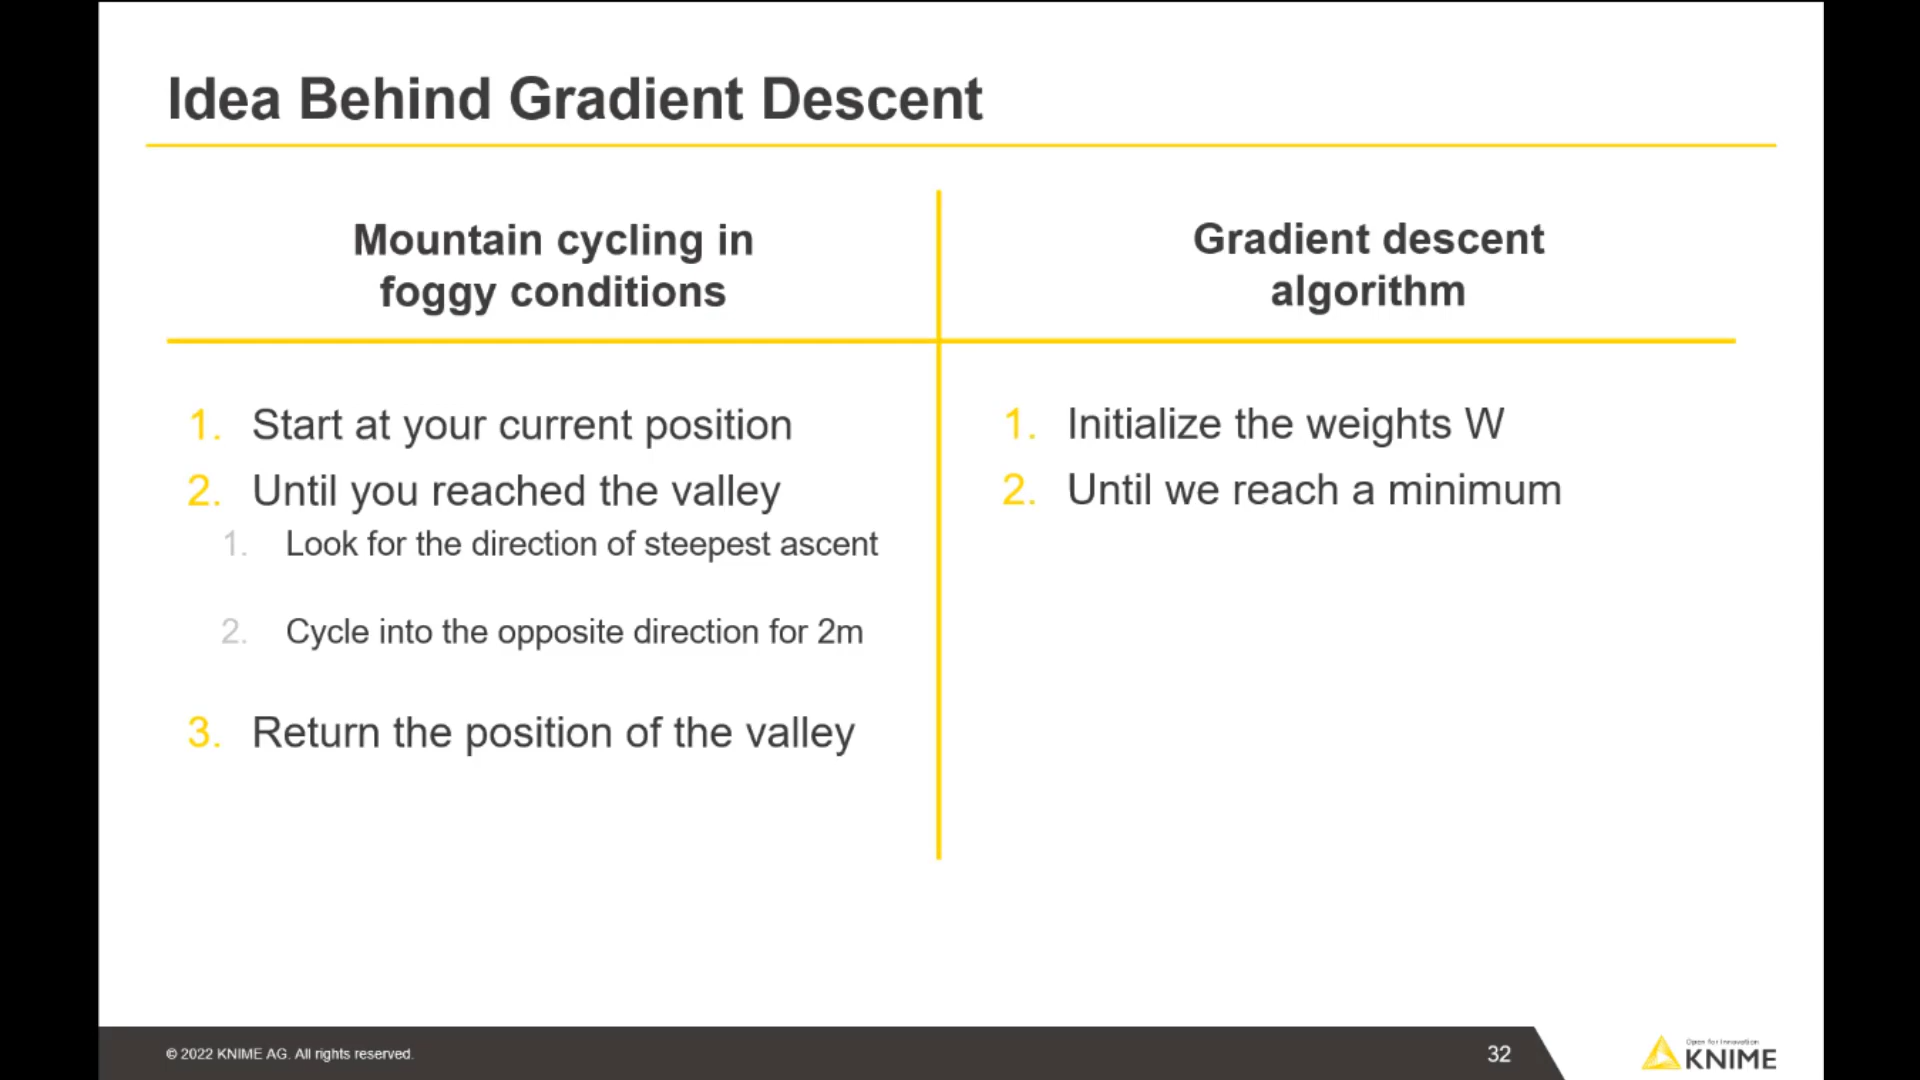 Idea Behind Gradient Descent
Mountain cycling in
foggy conditions
1. Start at your current position
2. Until you reached the valley
1. Look for the direction of steepest ascent
2. Cycle into the opposite direction for 2m
3. Return the position of the valley
Gradient descent
algorithm
1. Initialize the weights W
2. Until we reach a minimum
© 2022 KNIME AG. All rights reserved.
32
Open for Innovation
KNIME